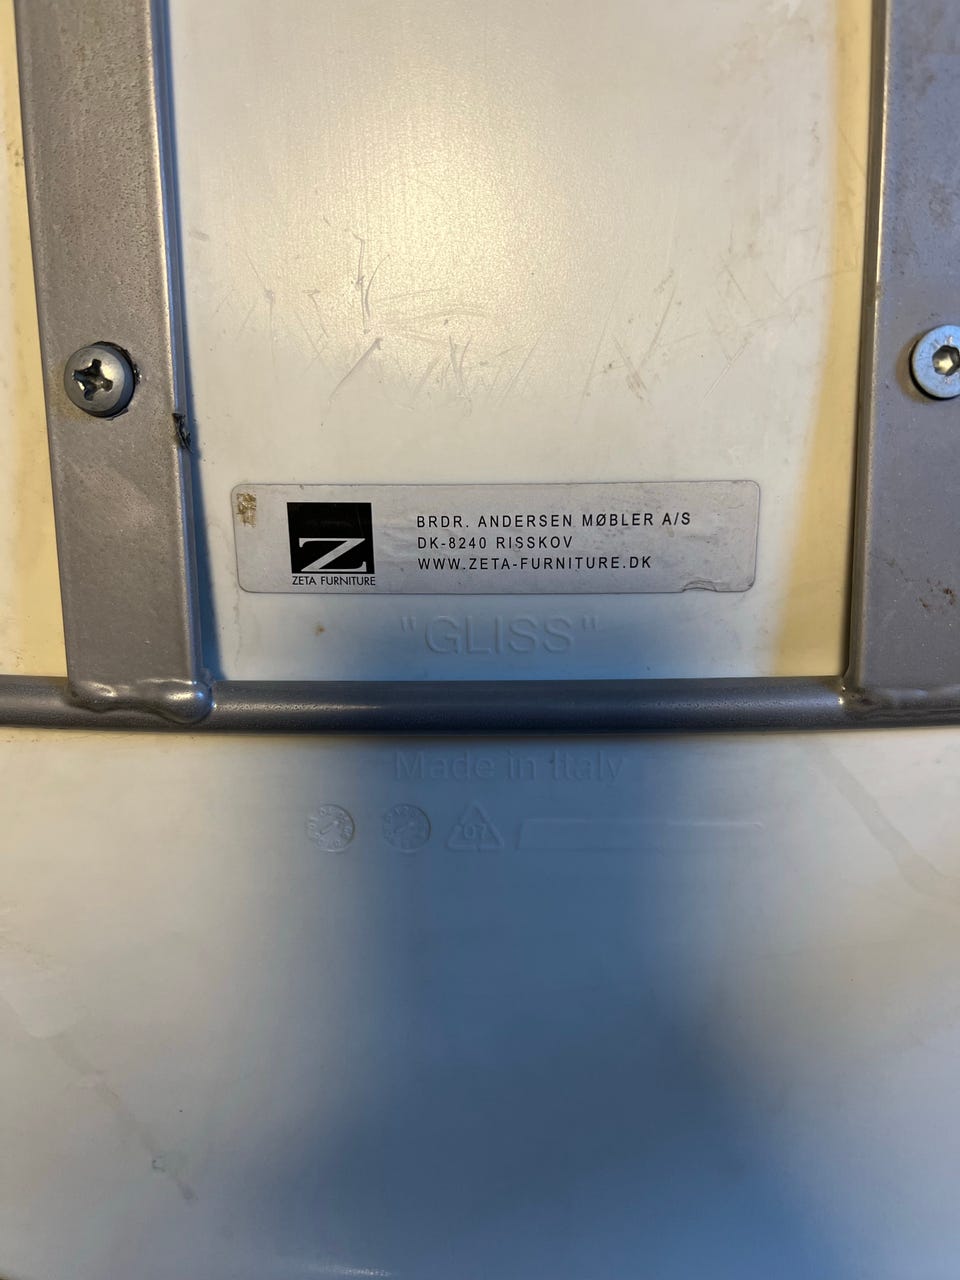 Z
ZETA FURNITURE
BRDR. ANDERSEN MØBLER A/S
DK-8240 RISSKOV
WWW.ZETA-FURNITURE.DK
"GLISS"
Made in Italy
07